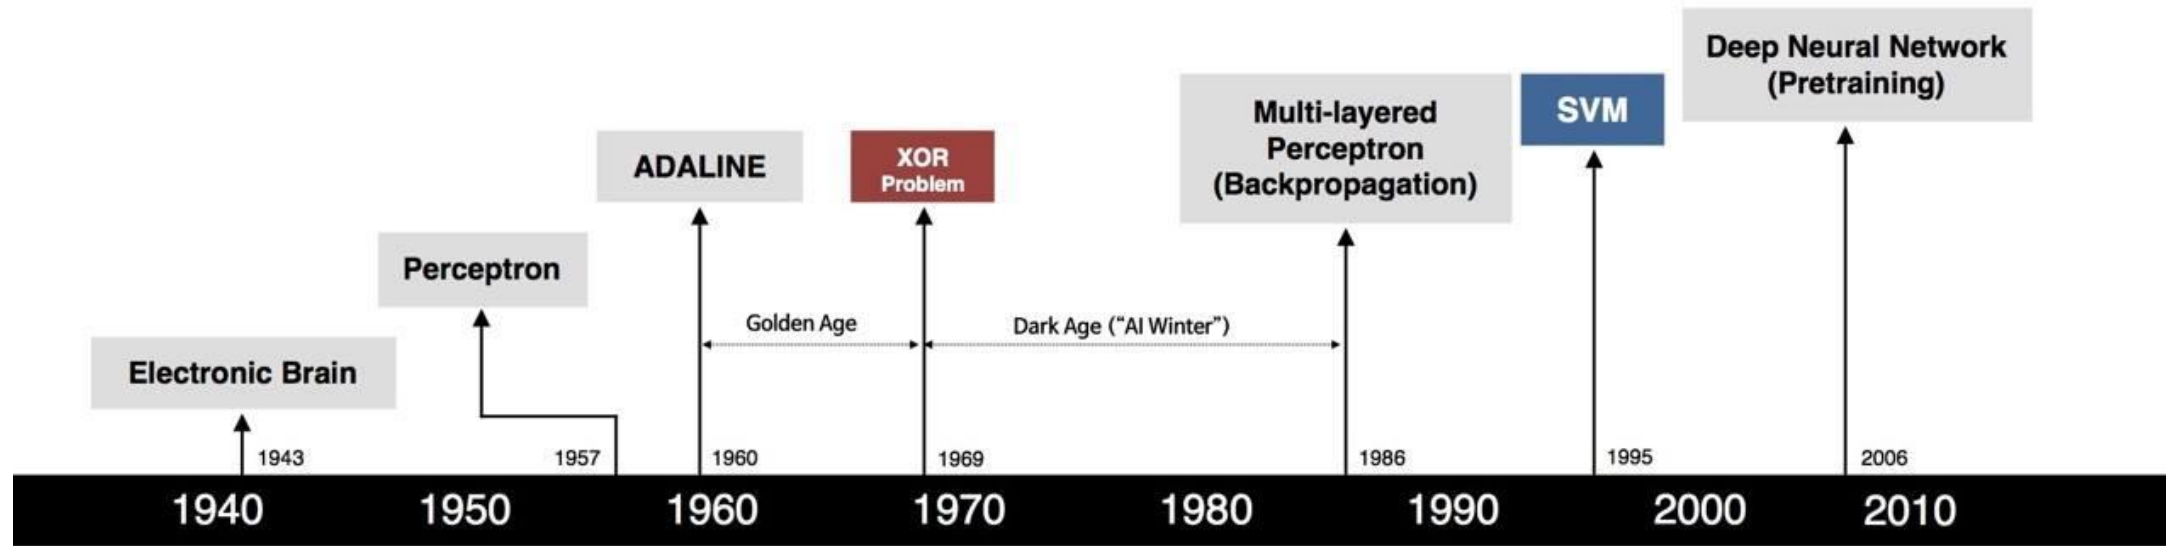 Deep Neural Network
(Pretraining)
Multi-layered
Perceptron
(Backpropagation)
SVM
ADALINE
XOR
Problem
Perceptron
Golden Age
Dark Age (“AI Winter”)
Electronic Brain
1943
1957
1960
1969
1986
1995
2006
1940 1950 1960 1970 1980 1990 2000 2010